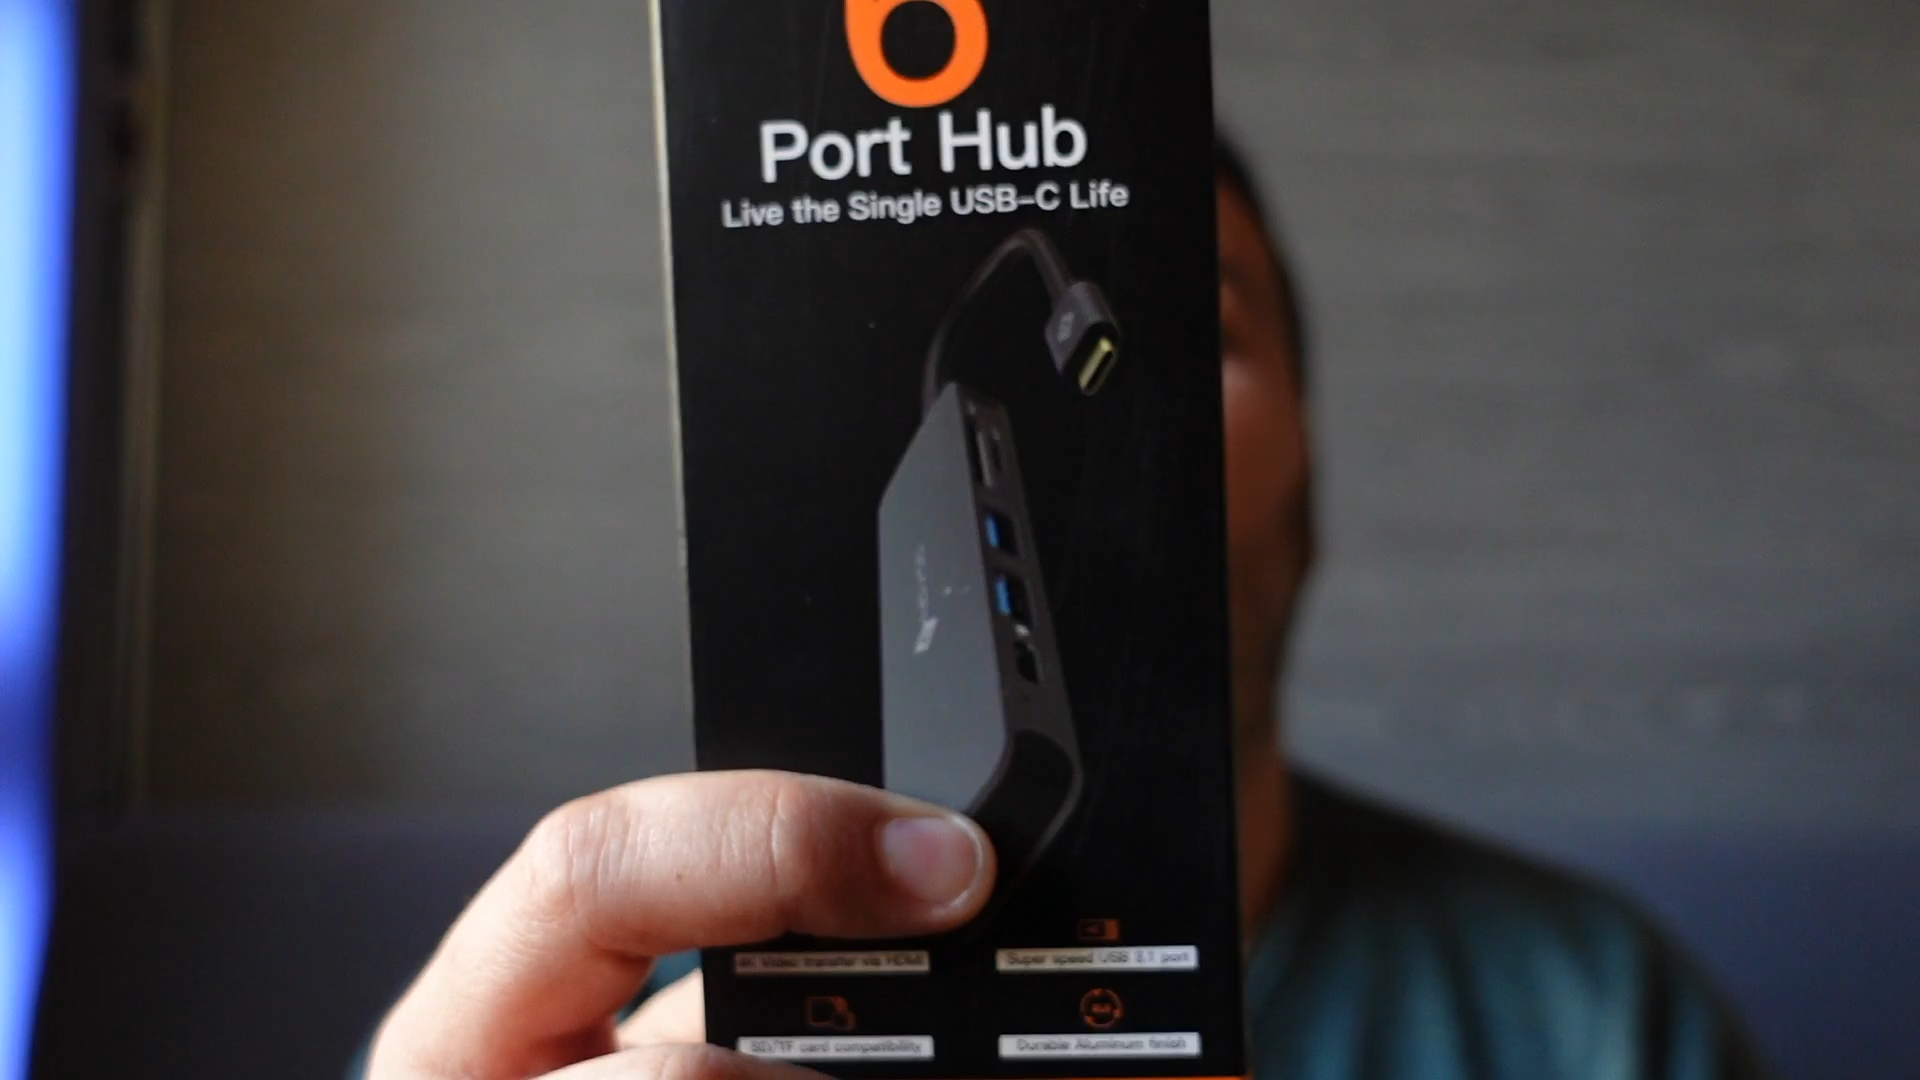 6
Port Hub
Live the Single USB-C Life
4K Video transfer via HDMI
Super speed USB 3.1 port
SD/TF card compatibility
Durable Aluminum finish